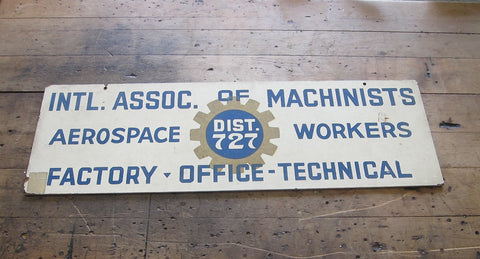 INTL. ASSOC. OF MACHINISTS
AEROSPACE DIST. 727 WORKERS
FACTORY - OFFICE - TECHNICAL